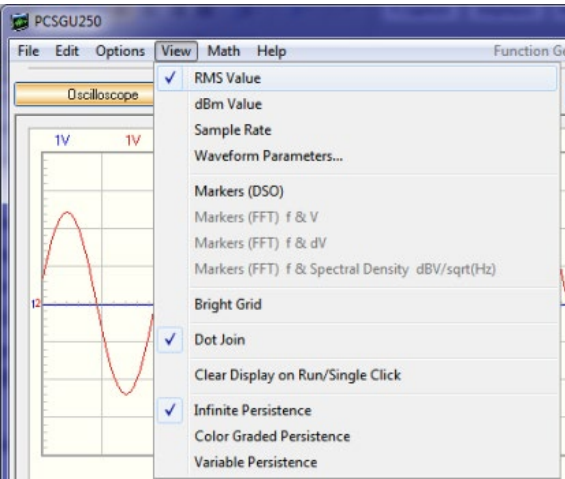 PCSGU250
File Edit Options View Math Help Function Ge
Oscilloscope
1V 1V
RMS Value
dBm Value
Sample Rate
Waveform Parameters...
Markers (DSO)
Markers (FFT) f & V
Markers (FFT) f & dV
Markers (FFT) f & Spectral Density dBV/sqrt(Hz)
Bright Grid
12
Dot Join
Clear Display on Run/Single Click
Infinite Persistence
Color Graded Persistence
Variable Persistence